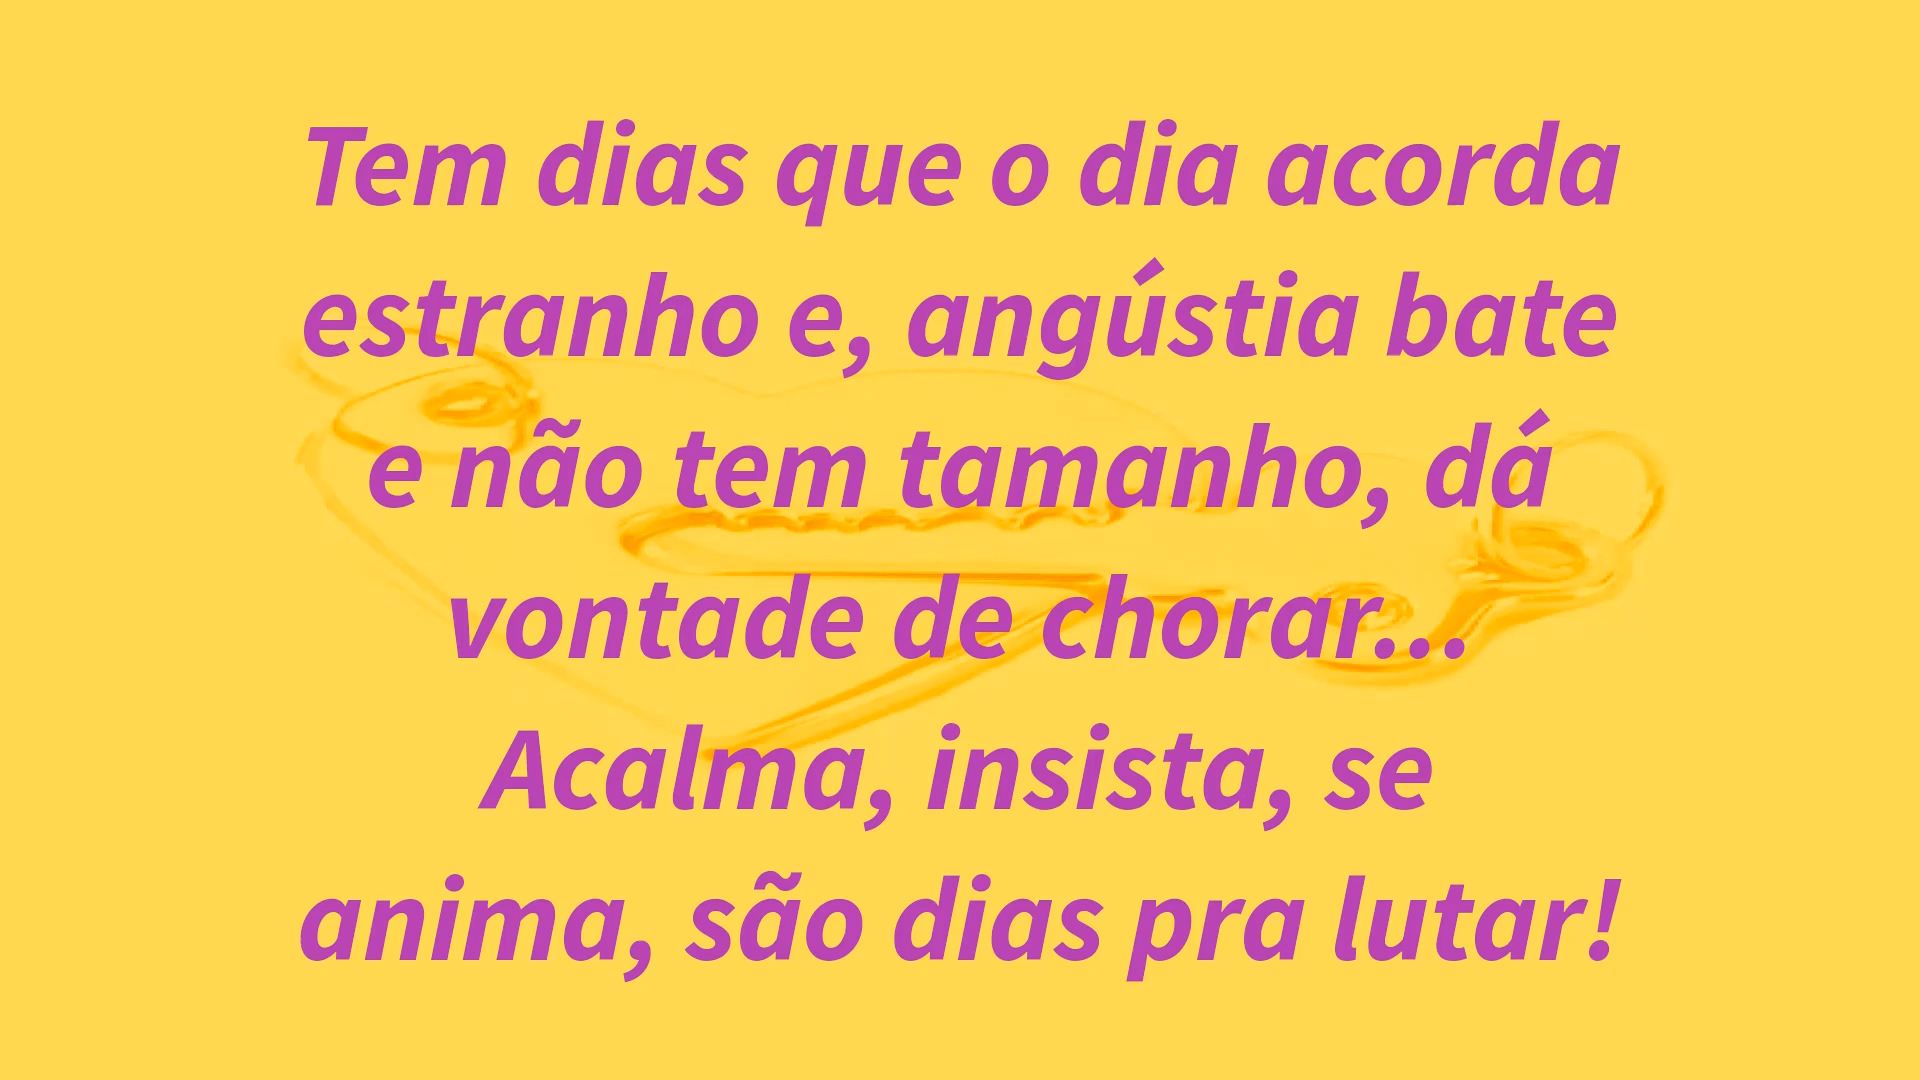 Tem dias que o dia acorda
estranho e, angústia bate
e não tem tamanho, dá
vontade de chorar...
Acalma, insista, se
anima, são dias pra lutar!